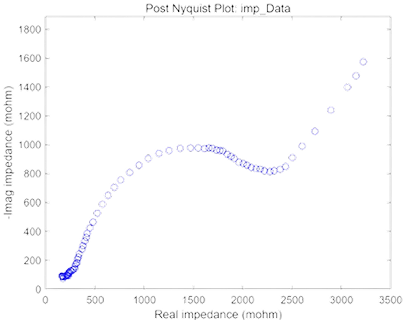 Post Nyquist Plot: imp_Data
-Imag impedance (mohm)
1800
1600
1400
1200
1000
800
600
400
200
0
0 500 1000 1500 2000 2500 3000 3500
Real impedance (mohm)